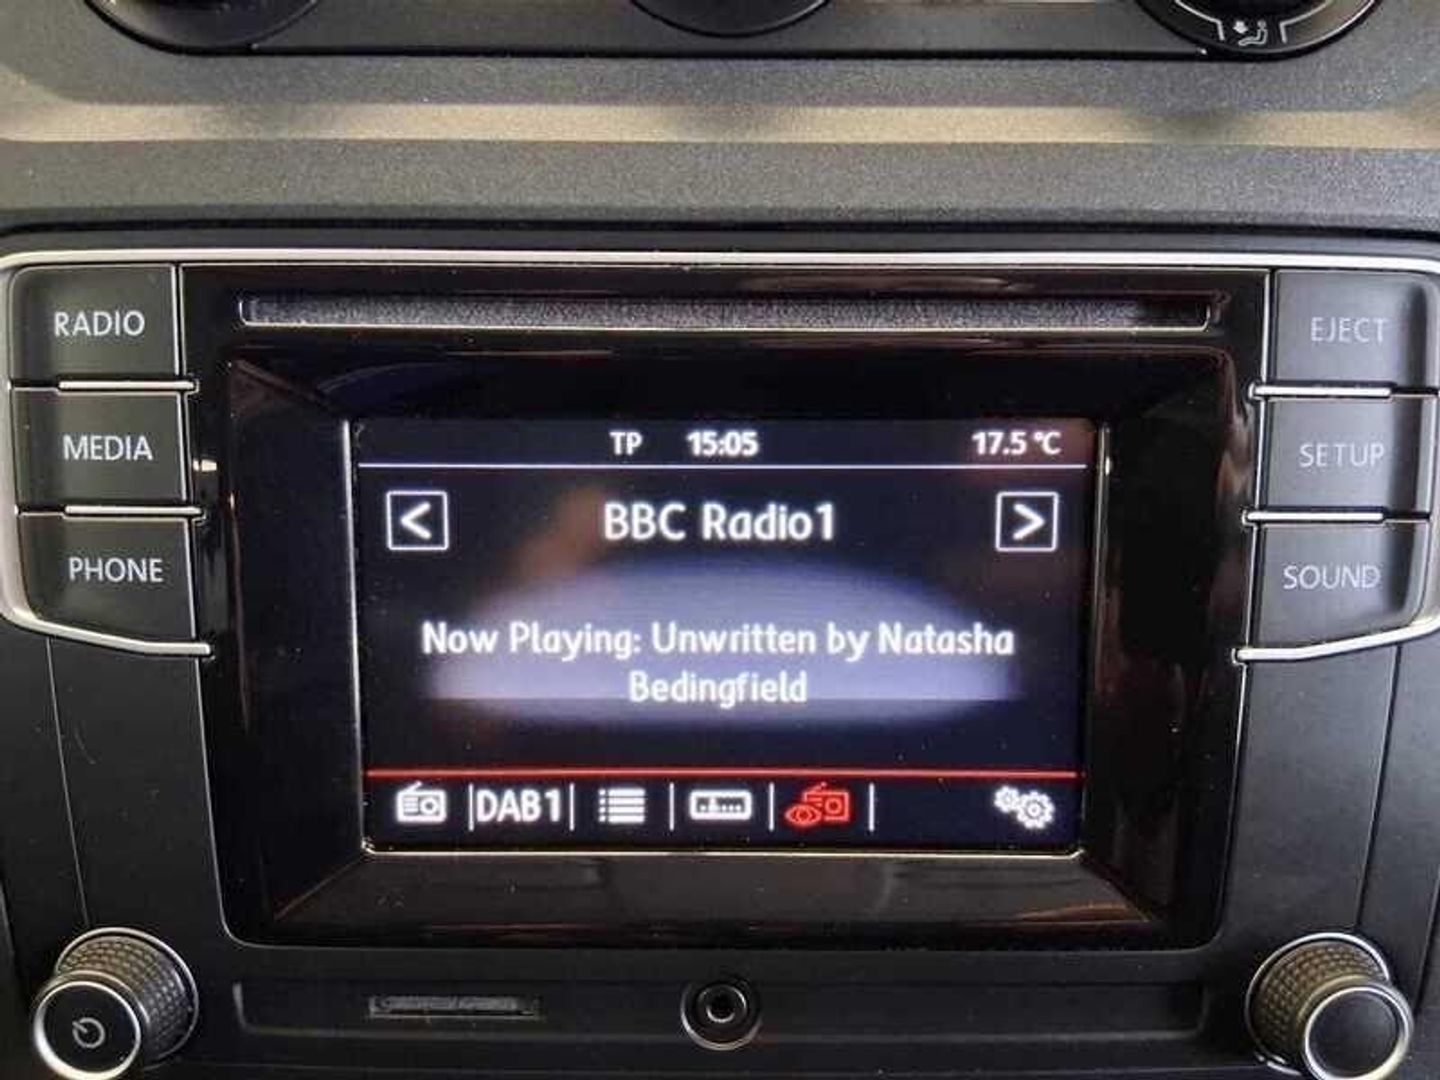 RADIO
MEDIA
PHONE
EJECT
SETUP
SOUND
TP 15:05 17.5 °C
< BBC Radio1 >
Now Playing: Unwritten by Natasha
Bedingfield
DAB1